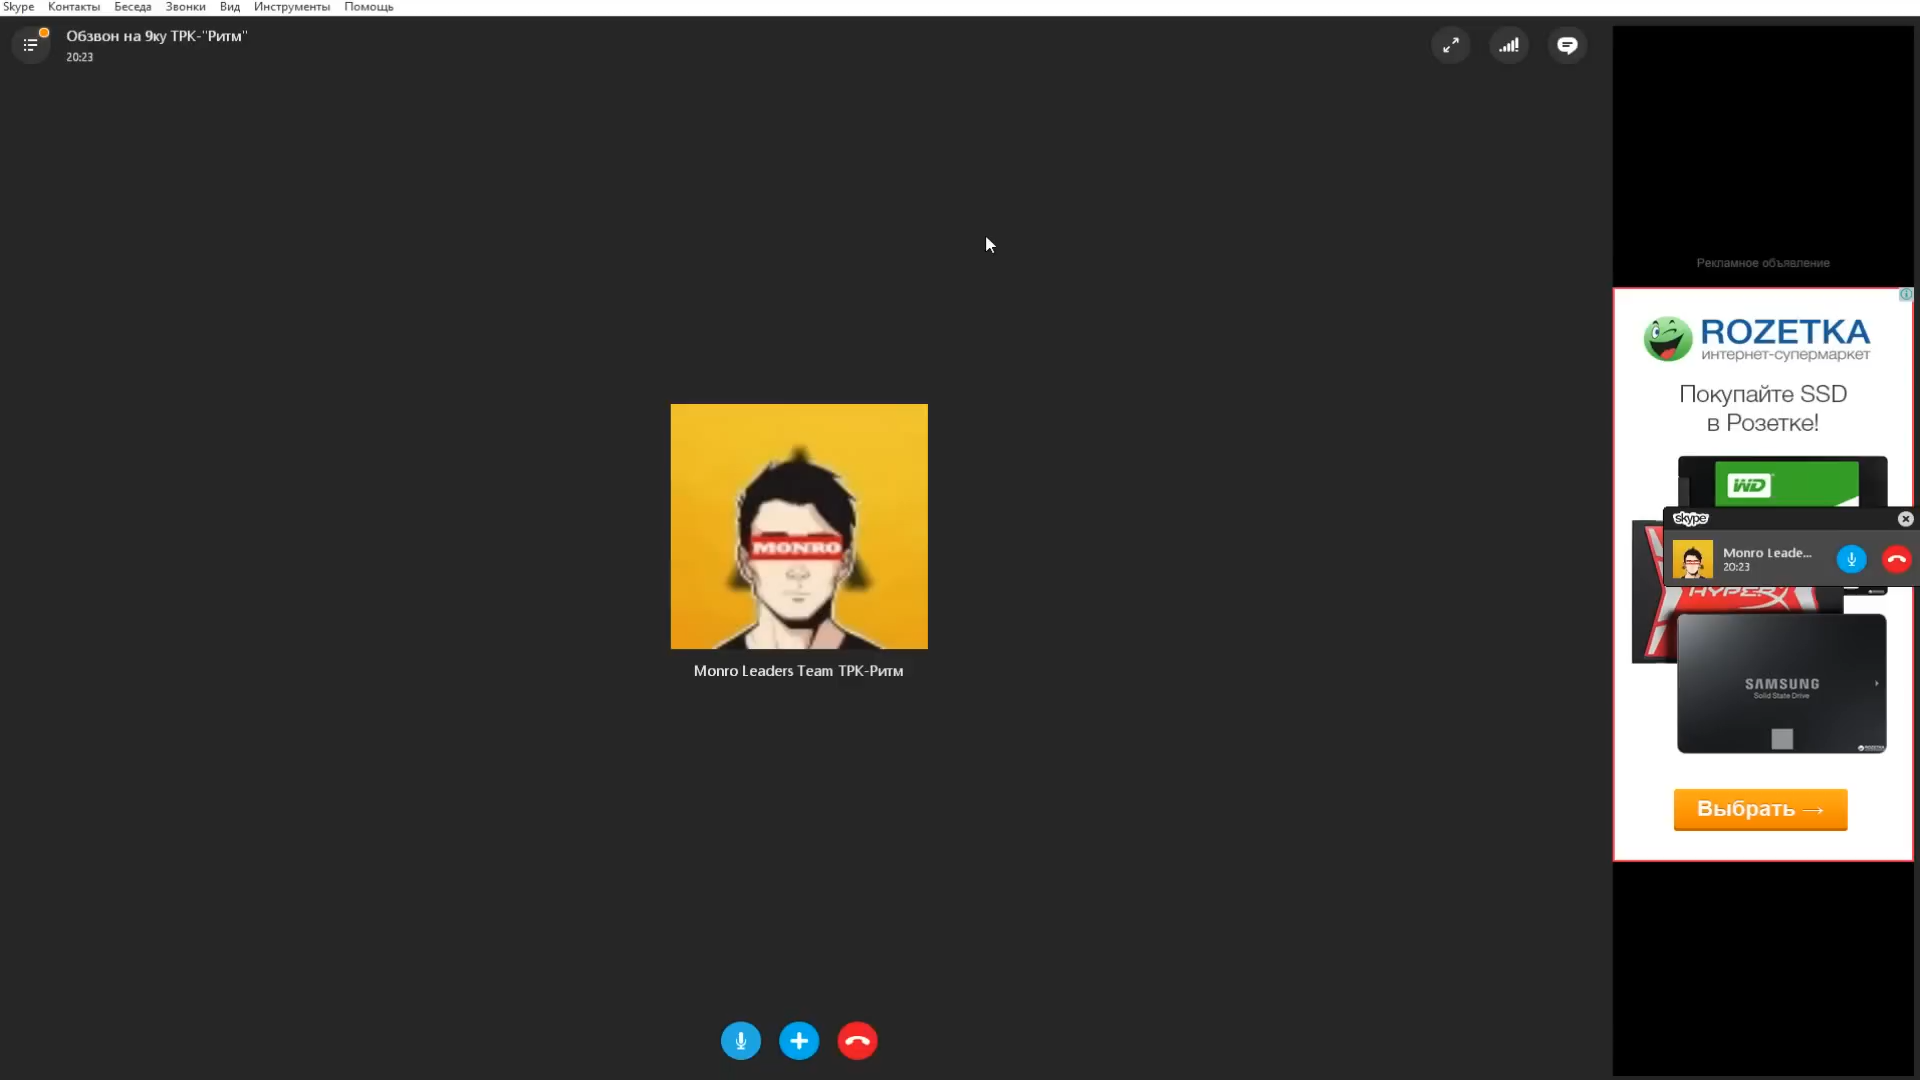 Skype Контакты Беседа Звонки Вид Инструменты Помощь
Обзвон на 9ку ТРК-"Ритм"
20:23
MONRO
Monro Leaders Team ТРК-Ритм
Рекламное объявление
ROZETKA
интернет-супермаркет
Покупайте SSD
в Розетке!
WD
skype
Monro Leade...
20:23
HYPERX
SAMSUNG
Solid State Drive
ROZETKA
Выбрать →